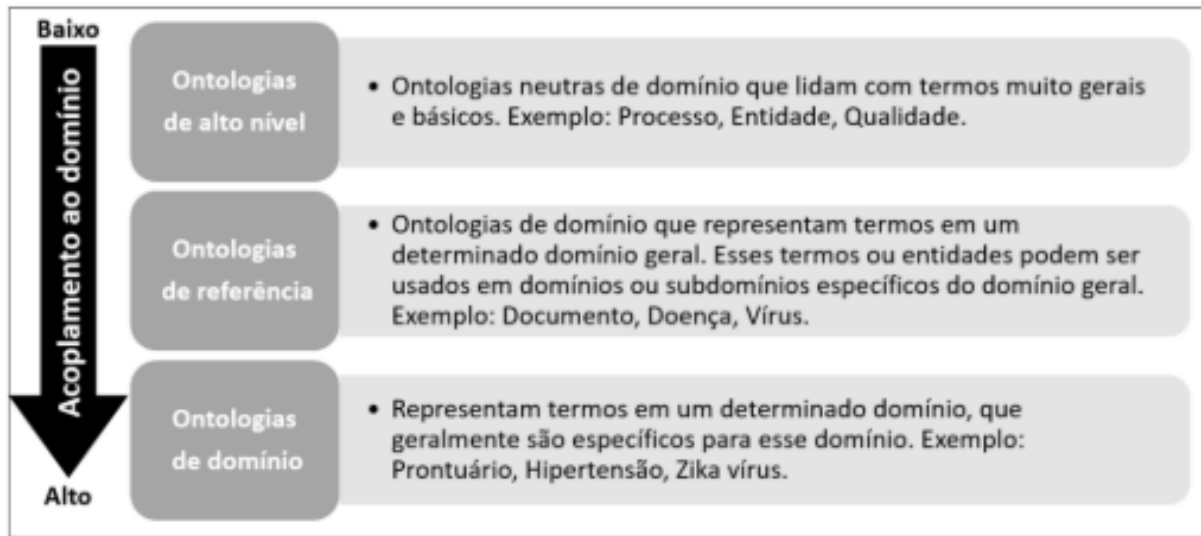 Baixo
Acoplamento ao domínio
Alto
Ontologias
de alto nível
• Ontologias neutras de domínio que lidam com termos muito gerais
e básicos. Exemplo: Processo, Entidade, Qualidade.
Ontologias
de referência
• Ontologias de domínio que representam termos em um
determinado domínio geral. Esses termos ou entidades podem ser
usados em domínios ou subdomínios específicos do domínio geral.
Exemplo: Documento, Doença, Vírus.
Ontologias
de domínio
• Representam termos em um determinado domínio, que
geralmente são específicos para esse domínio. Exemplo:
Prontuário, Hipertensão, Zika vírus.